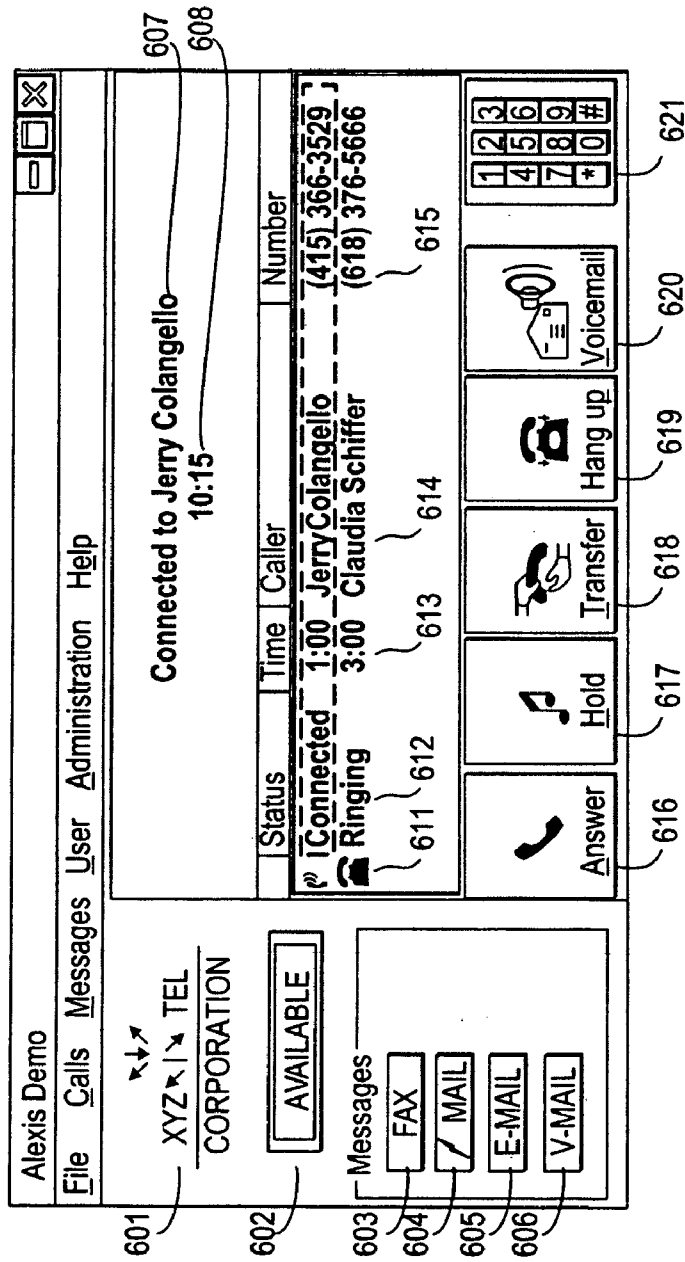 Alexis Demo
File Calls Messages User Administration Help
XYZ TEL
CORPORATION
AVAILABLE
Messages
FAX
MAIL
E-MAIL
V-MAIL
Connected to Jerry Colangello
10:15
Status Time Caller Number
Connected 1:00 JerryColangello (415) 366-3529
Ringing 3:00 Claudia Schiffer (618) 376-5666
Answer
Hold
Transfer
Hang up
Voicemail
1 2 3
4 5 6
7 8 9
* 0 #
601
602
603
604
605
606
607
608
611
612
613
614
615
616
617
618
619
620
621